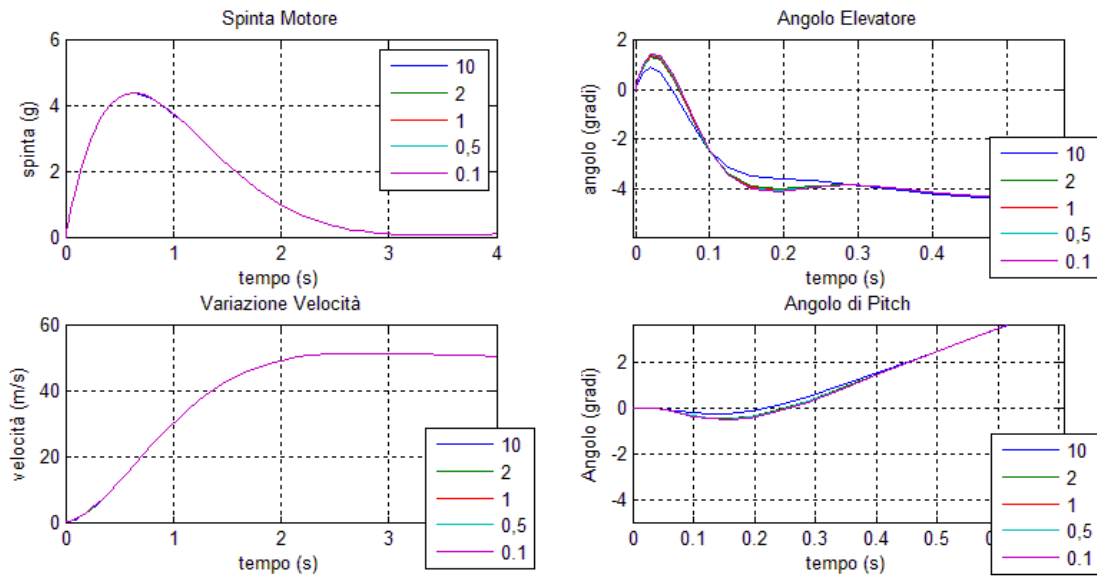 Spinta Motore
6
4
2
0
spinta (g)
0 1 2 3 4
tempo (s)
10
2
1
0,5
0.1
Angolo Elevatore
2
0
-2
-4
angolo (gradi)
0 0.1 0.2 0.3 0.4
tempo (s)
10
2
1
0,5
0.1
Variazione Velocità
60
40
20
0
velocità (m/s)
0 1 2 3
tempo (s)
10
2
1
0,5
0.1
Angolo di Pitch
2
0
-2
-4
Angolo (gradi)
0 0.1 0.2 0.3 0.4 0.5
tempo (s)
10
2
1
0,5
0.1